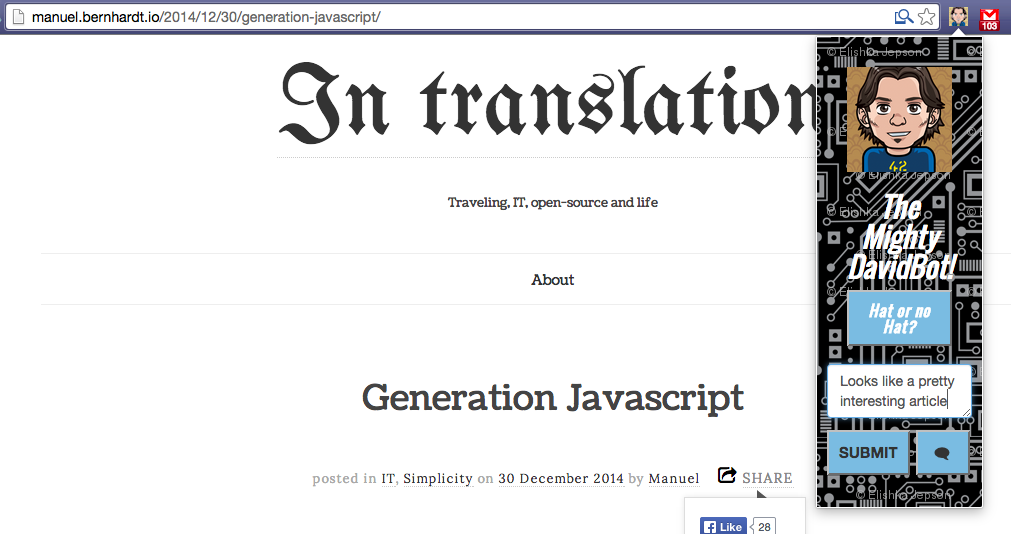 manuel.bernhardt.io/2014/12/30/generation-javascript/
103
In translation
Traveling, IT, open-source and life
About
Generation Javascript
posted in IT, Simplicity on 30 December 2014 by Manuel
SHARE
Like
28
© Elishka Jepson
42
© Elishka Jepson
The
Mighty
DavidBot!
Hat or no
Hat?
Looks like a pretty
interesting article
SUBMIT
© Elishka Jepson